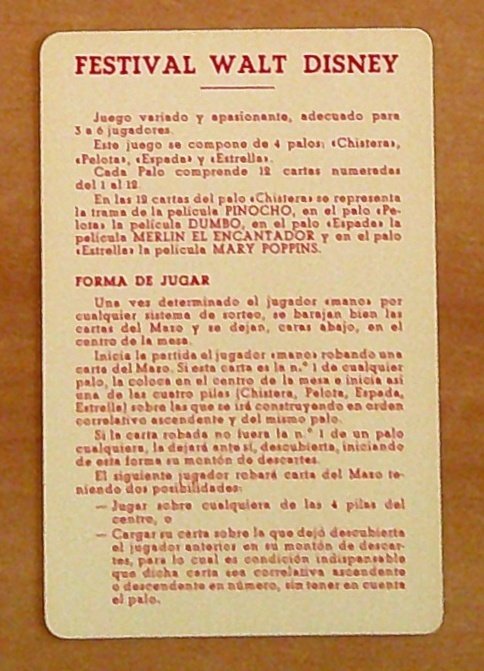 FESTIVAL WALT DISNEY
Juego variado y apasionante, adecuado para
3 a 6 jugadores.
Este juego se compone de 4 palos: «Chistera»,
«Pelota», «Espada» y «Estrella».
Cada Palo comprende 12 cartas numeradas
del 1 al 12.
En las 12 cartas del palo «Chistera» se representa
la trama de la película PINOCHO, en el palo «Pe-
lota» la película DUMBO, en el palo «Espada» la
película MERLIN EL ENCANTADOR y en el palo
«Estrella» la película MARY POPPINS.
FORMA DE JUGAR
Una vez determinado el jugador «mano» por
cualquier sistema de sorteo, se barajan bien las
cartas del Mazo y se dejan, caras abajo, en el
centro de la mesa.
Inicia la partida el jugador «mano» robando una
carta del Mazo. Si esta carta es la n.° 1 de cualquier
palo, la coloca en el centro de la mesa e inicia así
una de las cuatro pilas (Chistera, Pelota, Espada,
Estrella) sobre las que se irá construyendo en orden
correlativo ascendente y del mismo palo.
Si la carta robada no fuera la n.° 1 de un palo
cualquiera, la dejará ante sí, descubierta, iniciando
de esta forma su montón de descartes.
El siguiente jugador robará carta del Mazo te-
niendo dos posibilidades:
— Jugar sobre cualquiera de las 4 pilas del
centro, o
— Cargar su carta sobre la que dejó descubierta
el jugador anterior en su montón de descar-
tes, para lo cual es condición indispensable
que dicha carta sea correlativa ascendente
o descendente en número, sin tener en cuenta
el palo.